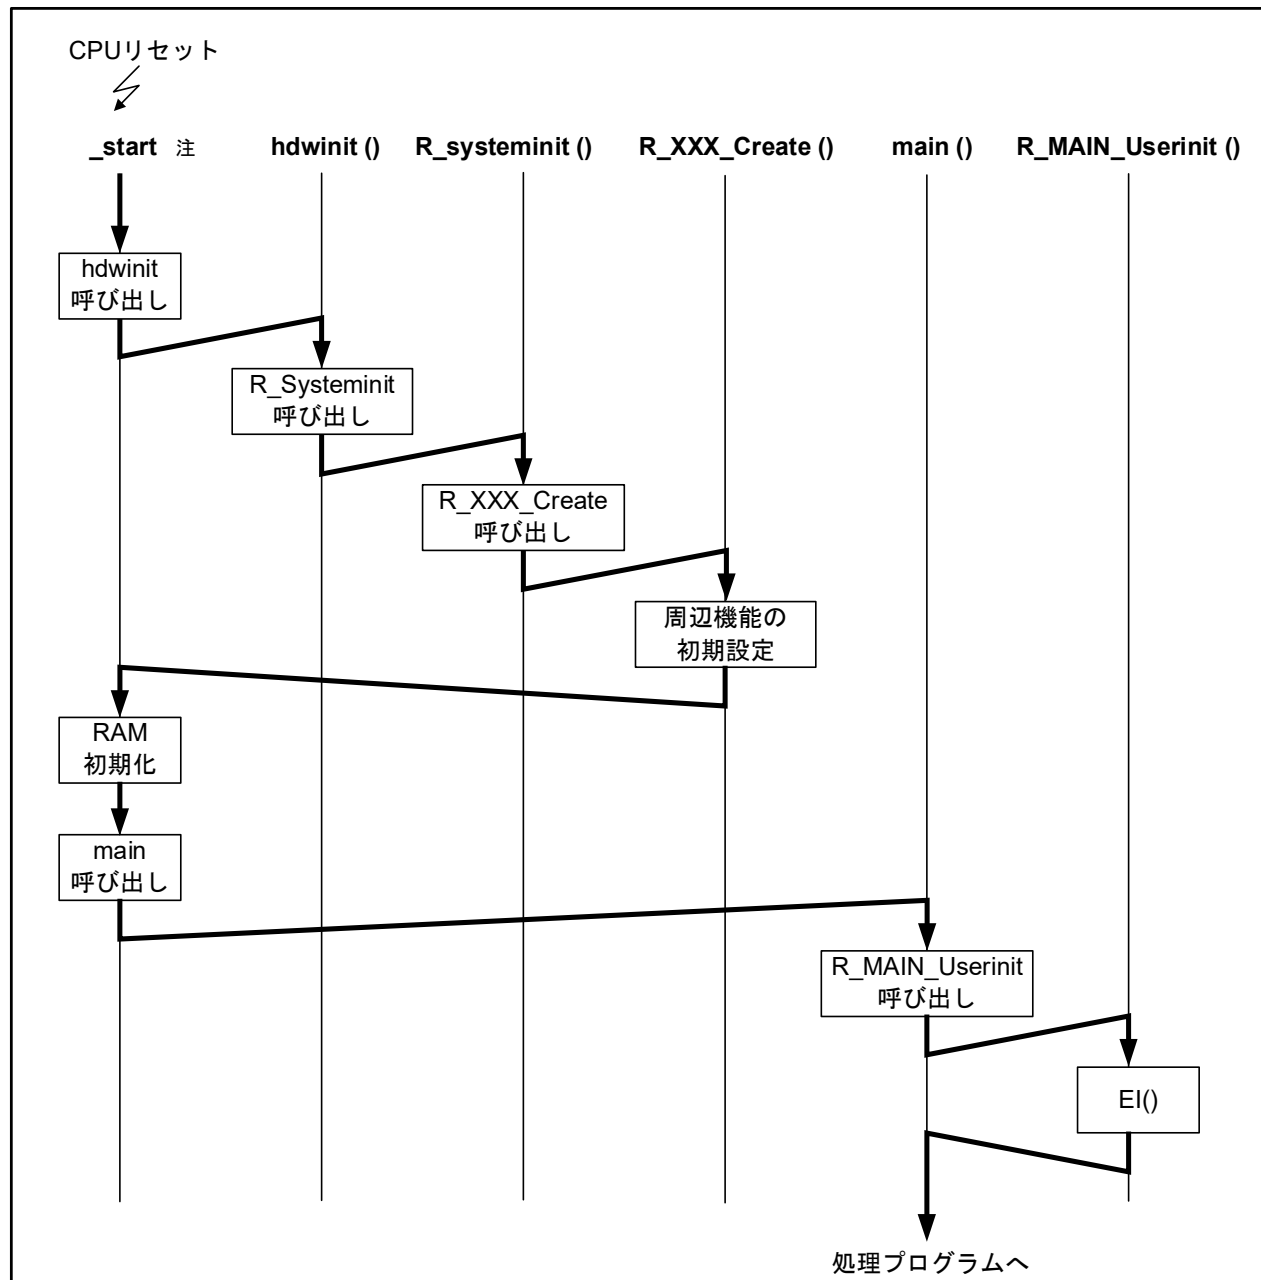 CPUリセット
_start 注 hdwinit () R_systeminit () R_XXX_Create () main () R_MAIN_Userinit ()
hdwinit
呼び出し
R_Systeminit
呼び出し
R_XXX_Create
呼び出し
周辺機能の
初期設定
RAM
初期化
main
呼び出し
R_MAIN_Userinit
呼び出し
EI()
処理プログラムへ